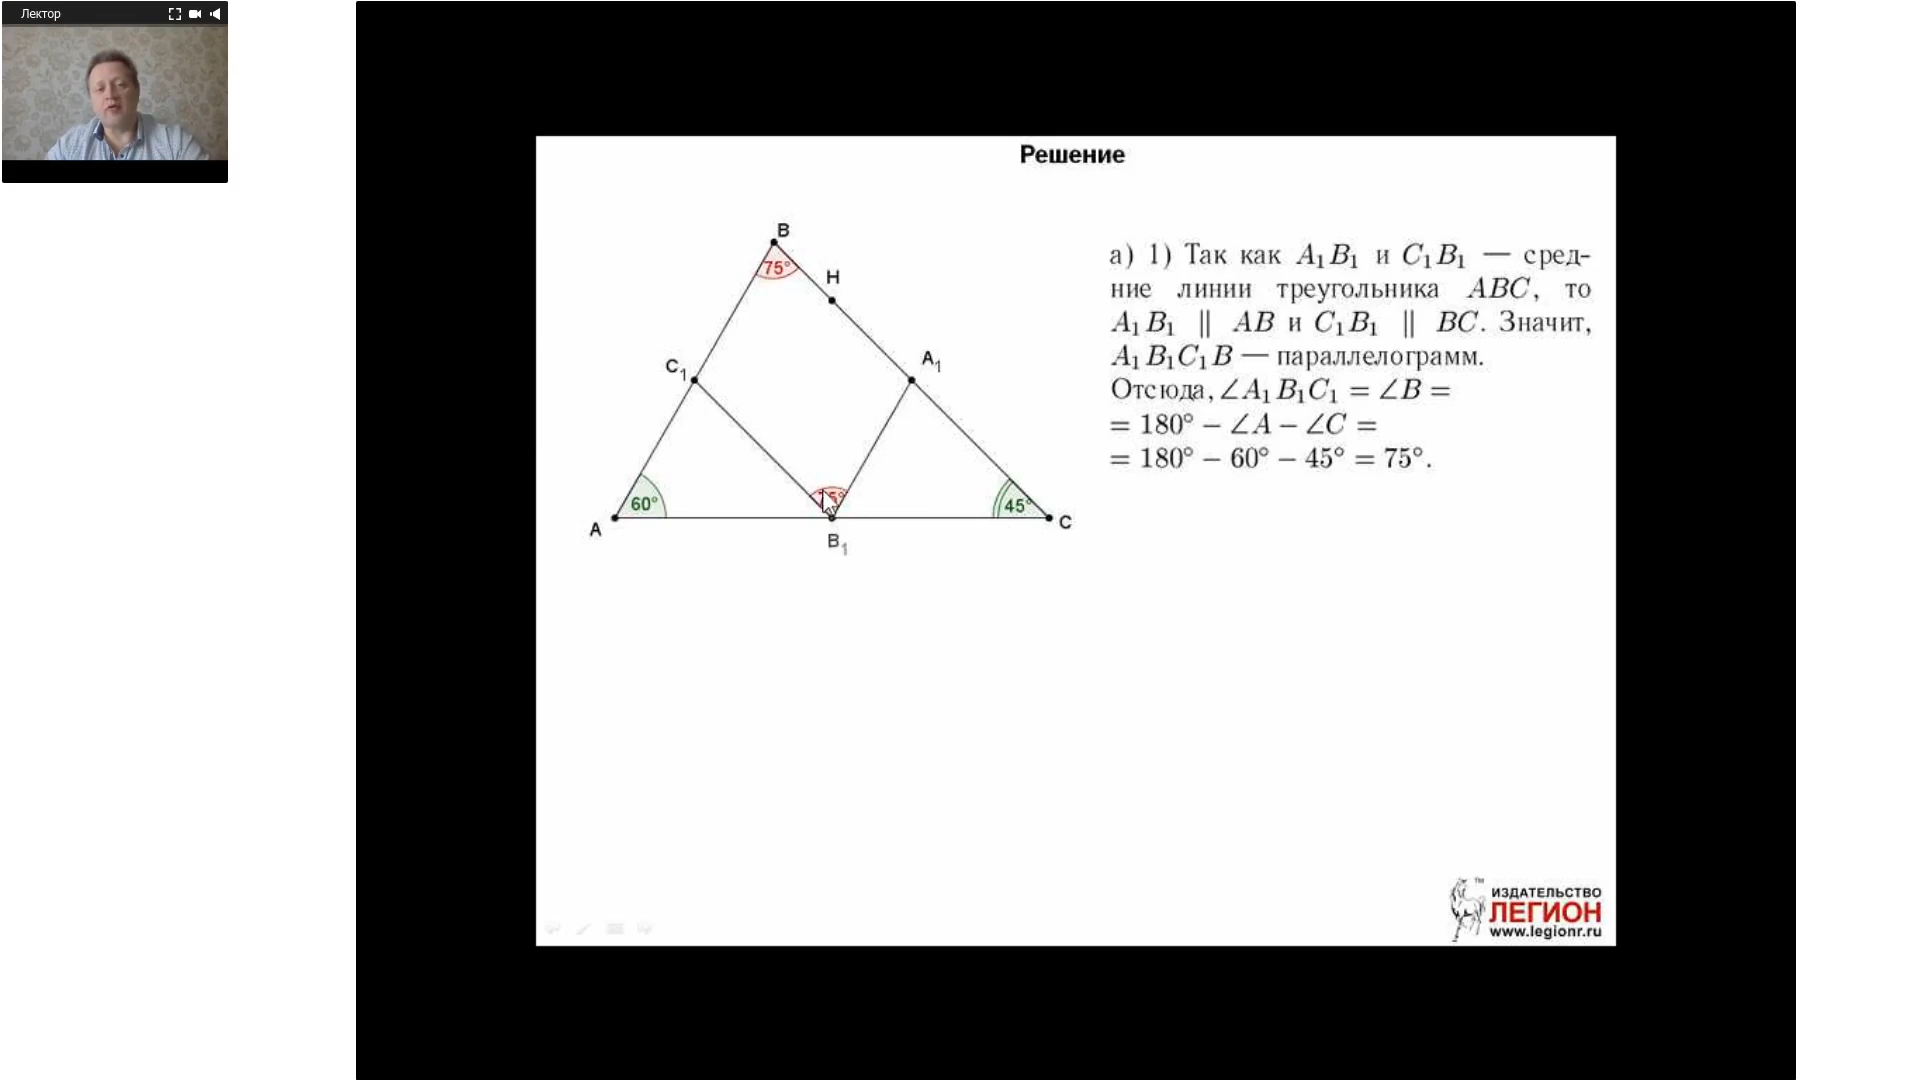 Лектор
Решение
B
75°
H
C₁
A₁
60°
45°
A
B₁
C
а) 1) Так как A₁B₁ и C₁B₁ — сред-
ние линии треугольника ABC, то
A₁B₁ ∥ AB и C₁B₁ ∥ BC. Значит,
A₁B₁C₁B — параллелограмм.
Отсюда, ∠A₁B₁C₁ = ∠B =
= 180° − ∠A − ∠C =
= 180° − 60° − 45° = 75°.
TM
ИЗДАТЕЛЬСТВО
ЛЕГИОН
www.legionr.ru